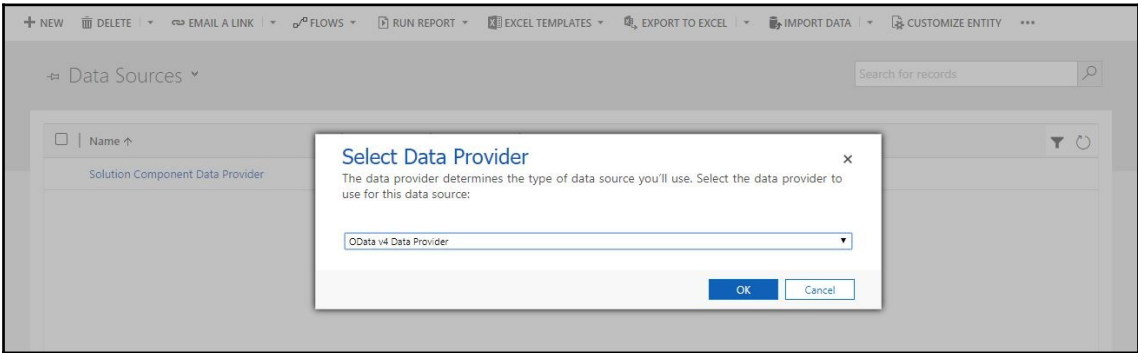 NEW DELETE EMAIL A LINK FLOWS RUN REPORT EXCEL TEMPLATES EXPORT TO EXCEL IMPORT DATA CUSTOMIZE ENTITY •••
Data Sources
Search for records
Name
Solution Component Data Provider
Select Data Provider
The data provider determines the type of data source you'll use. Select the data provider to
use for this data source:
OData v4 Data Provider
OK Cancel